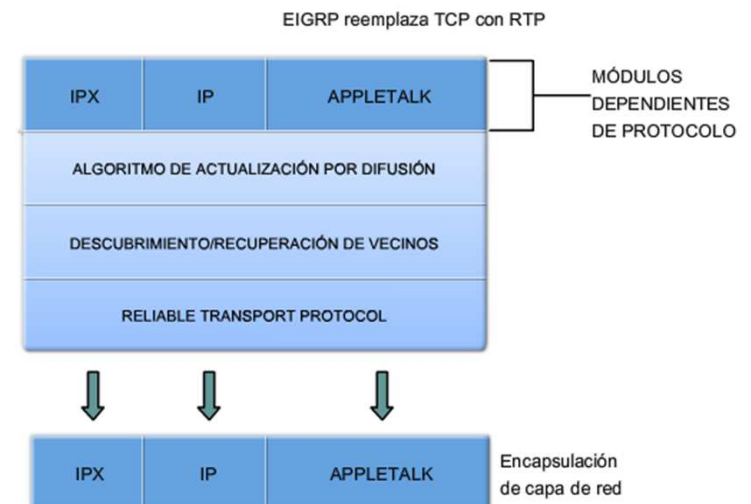 EIGRP reemplaza TCP con RTP
IPX
IP
APPLETALK
MÓDULOS
DEPENDIENTES
DE PROTOCOLO
ALGORITMO DE ACTUALIZACIÓN POR DIFUSIÓN
DESCUBRIMIENTO/RECUPERACIÓN DE VECINOS
RELIABLE TRANSPORT PROTOCOL
IPX
IP
APPLETALK
Encapsulación
de capa de red